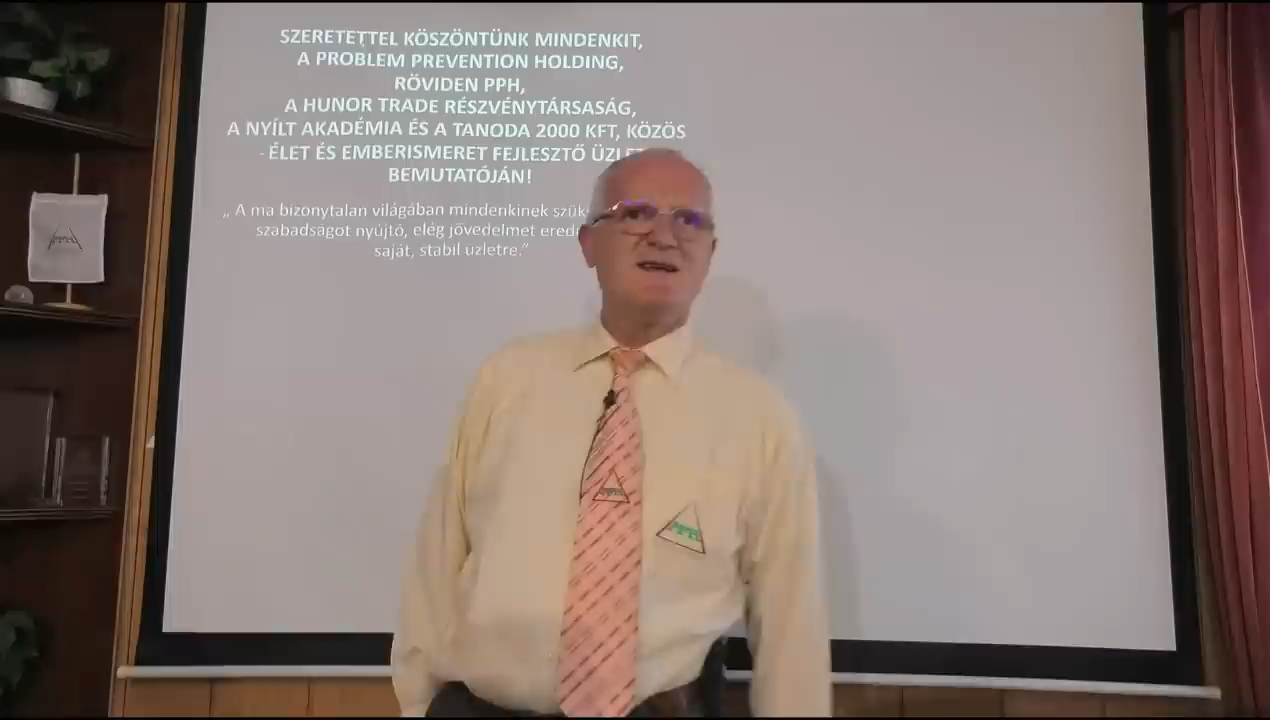 SZERETETTEL KÖSZÖNTÜNK MINDENKIT,
A PROBLEM PREVENTION HOLDING,
RÖVIDEN PPH,
A HUNOR TRADE RÉSZVÉNYTÁRSASÁG,
A NYÍLT AKADÉMIA ÉS A TANODA 2000 KFT, KÖZÖS
- ÉLET ÉS EMBERISMERET FEJLESZTŐ
BEMUTATÓJÁN!
„ A ma bizonytalan világában mindenkinek
szabadságot nyújtó, elég jövedelmet
saját, stabil üzletre.”